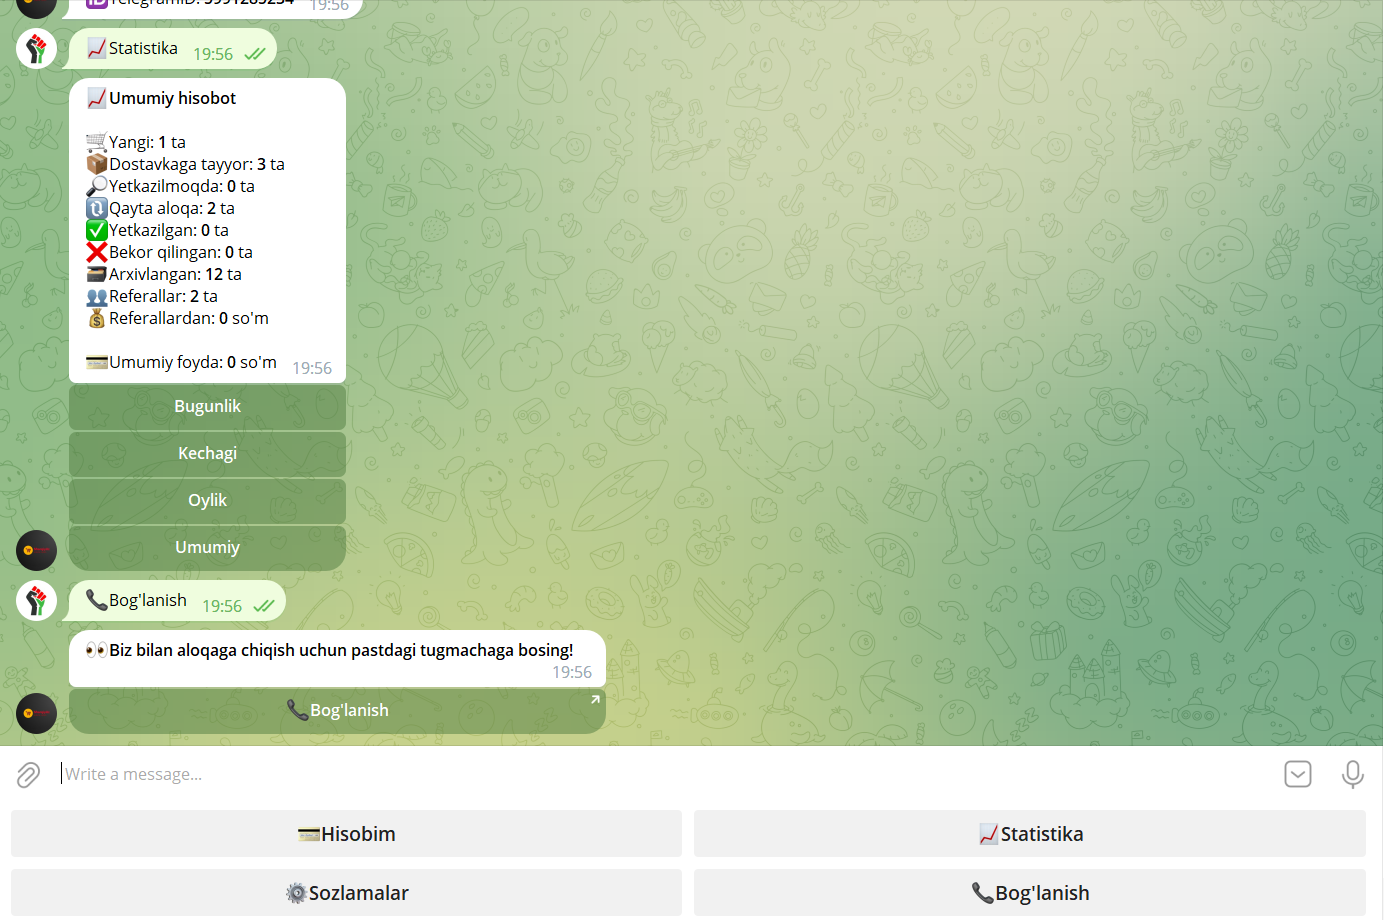 TelegramID: 5991285234
19:56
Statistika 19:56
Umumiy hisobot
Yangi: 1 ta
Dostavkaga tayyor: 3 ta
Yetkazilmoqda: 0 ta
Qayta aloqa: 2 ta
Yetkazilgan: 0 ta
Bekor qilingan: 0 ta
Arxivlangan: 12 ta
Referallar: 2 ta
Referallardan: 0 so'm
Umumiy foyda: 0 so'm 19:56
Bugunlik
Kechagi
Oylik
Umumiy
Bog'lanish 19:56
Biz bilan aloqaga chiqish uchun pastdagi tugmachaga bosing!
19:56
Bog'lanish
Write a message...
Hisobim
Statistika
Sozlamalar
Bog'lanish